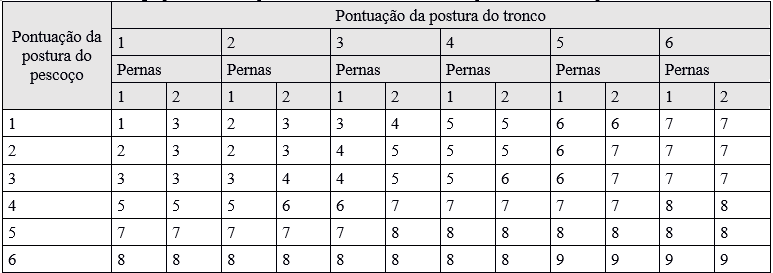 Pontuação da postura do tronco
Pontuação da postura do pescoço
1 2 3 4 5 6
Pernas Pernas Pernas Pernas Pernas Pernas
1 2 1 2 1 2 1 2 1 2 1 2
1 1 3 2 3 3 4 5 5 6 6 7 7
2 2 3 2 3 4 5 5 5 6 7 7 7
3 3 3 3 4 4 5 5 6 6 7 7 7
4 5 5 5 6 6 7 7 7 7 7 8 8
5 7 7 7 7 7 8 8 8 8 8 8 8
6 8 8 8 8 8 8 8 9 9 9 9 9